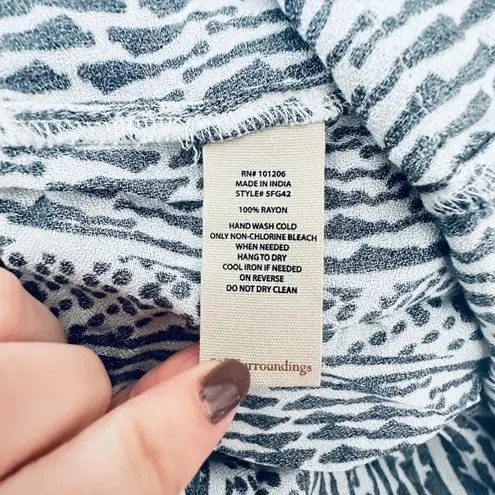 RN# 101206
MADE IN INDIA
STYLE# 5FG42
100% RAYON
HAND WASH COLD
ONLY NON-CHLORINE BLEACH
WHEN NEEDED
HANG TO DRY
COOL IRON IF NEEDED
ON REVERSE
DO NOT DRY CLEAN